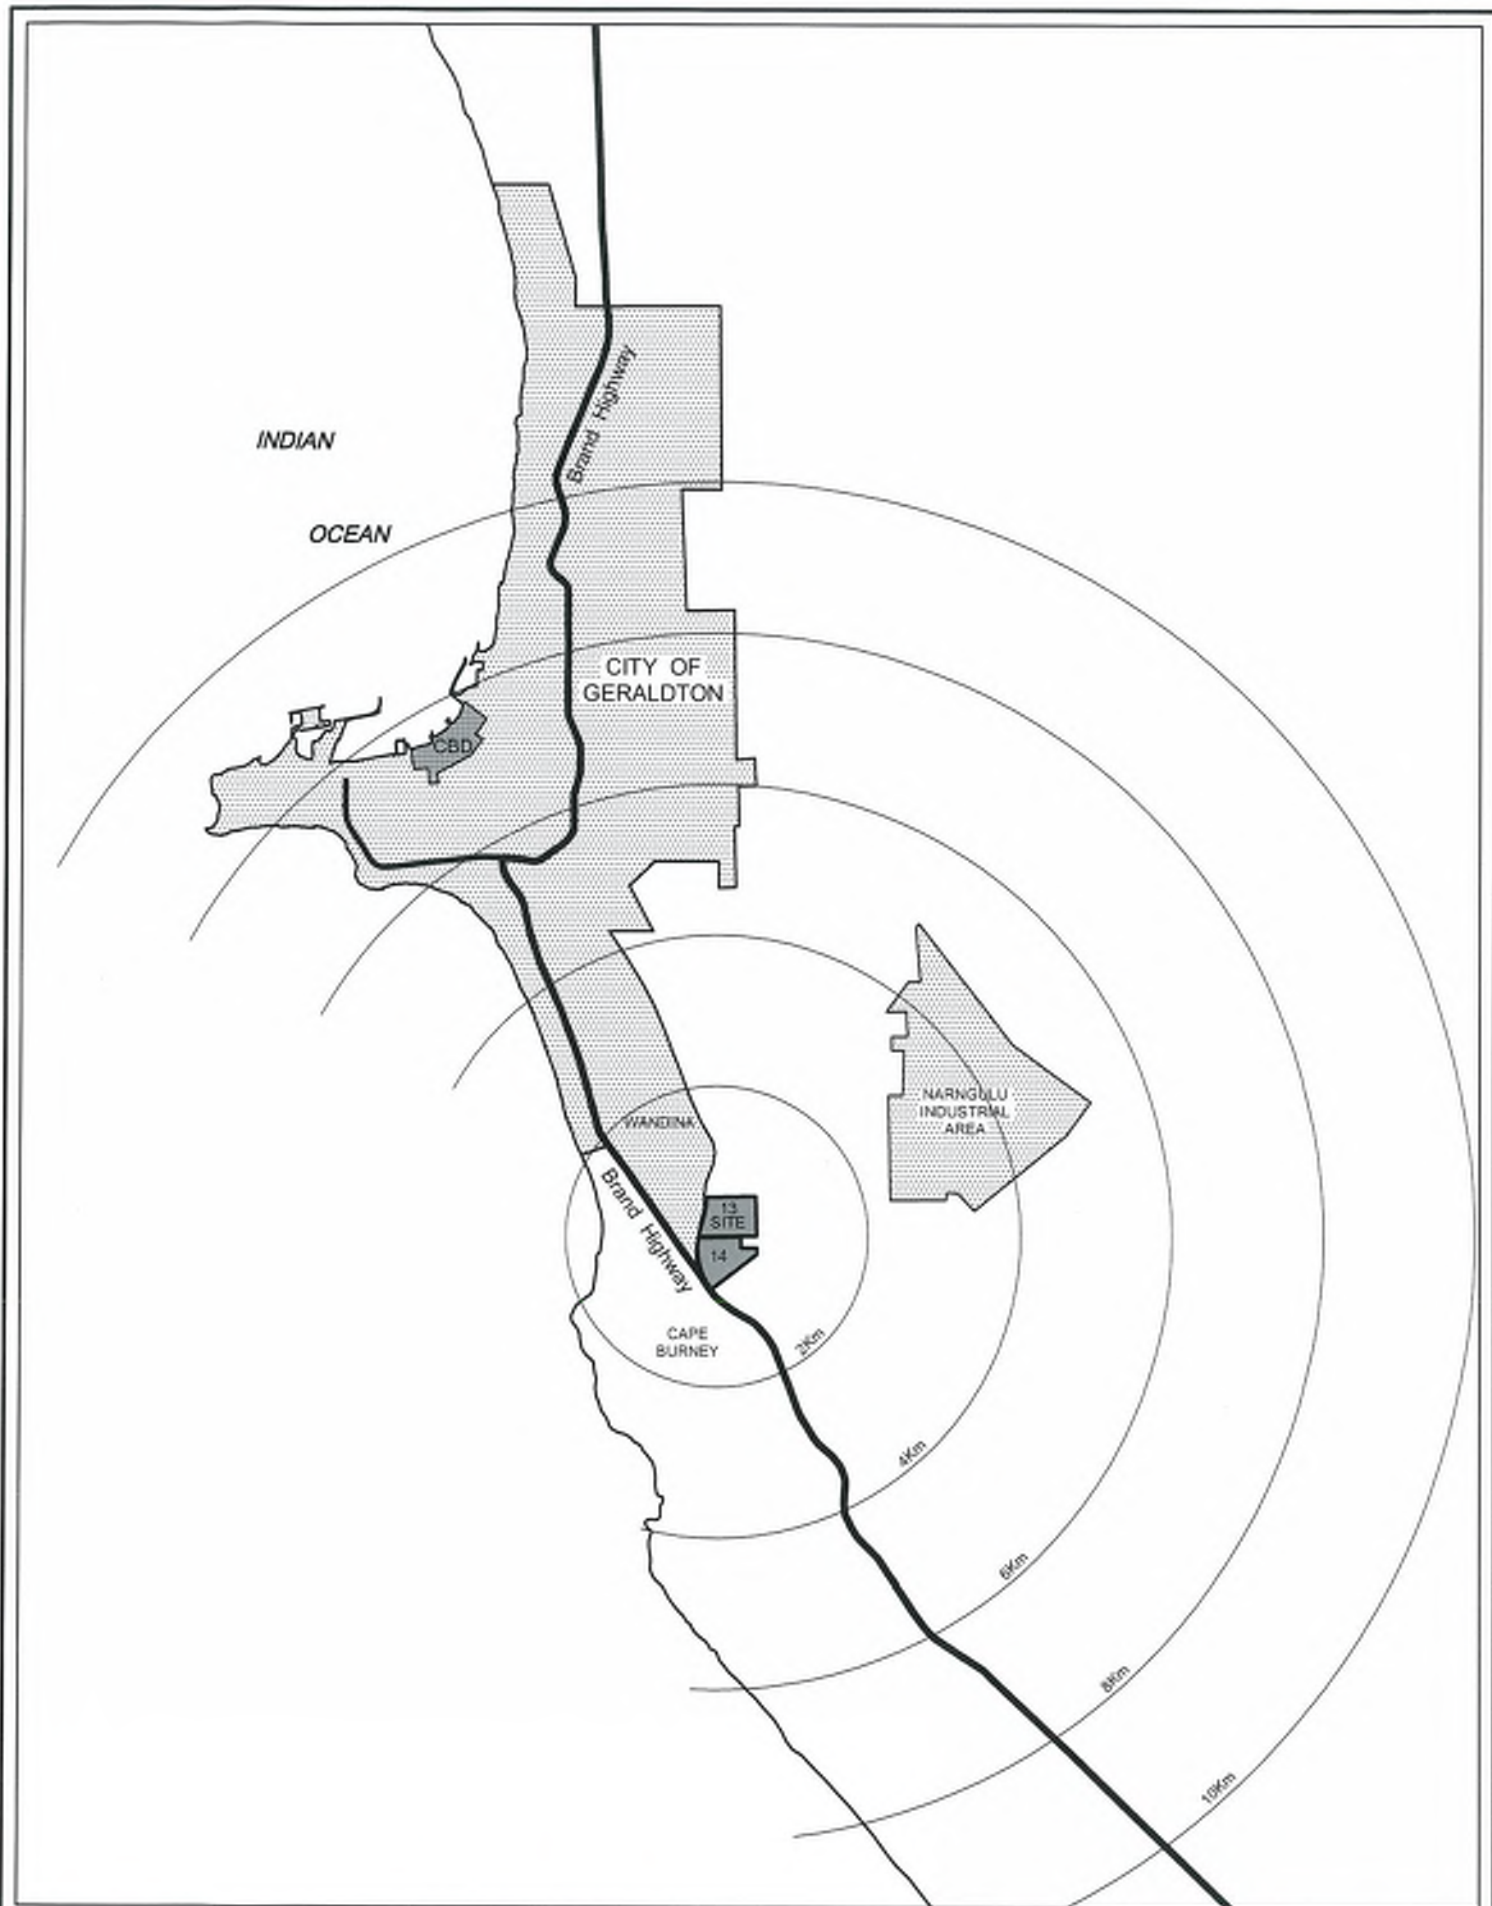 Brand Highway
INDIAN
OCEAN
CITY OF
GERALDTON
CBD
NARNGULU
INDUSTRIAL
AREA
WANDINA
Brand Highway
13
SITE
14
CAPE
BURNEY
2Km
4Km
6Km
8Km
10Km